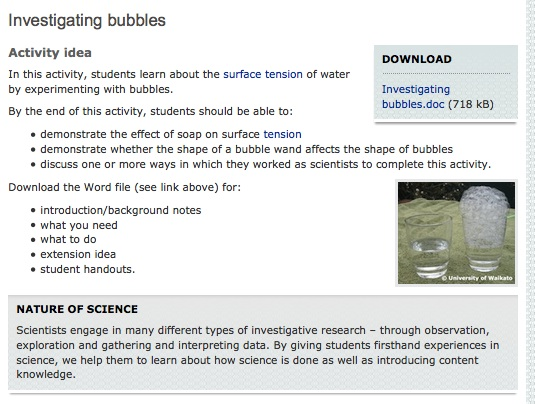 Investigating bubbles
Activity idea
In this activity, students learn about the surface tension of water
by experimenting with bubbles.
By the end of this activity, students should be able to:
• demonstrate the effect of soap on surface tension
• demonstrate whether the shape of a bubble wand affects the shape of bubbles
• discuss one or more ways in which they worked as scientists to complete this activity.
DOWNLOAD
Investigating
bubbles.doc (718 kB)
Download the Word file (see link above) for:
• introduction/background notes
• what you need
• what to do
• extension idea
• student handouts.
© University of Waikato
NATURE OF SCIENCE
Scientists engage in many different types of investigative research – through observation,
exploration and gathering and interpreting data. By giving students firsthand experiences in
science, we help them to learn about how science is done as well as introducing content
knowledge.